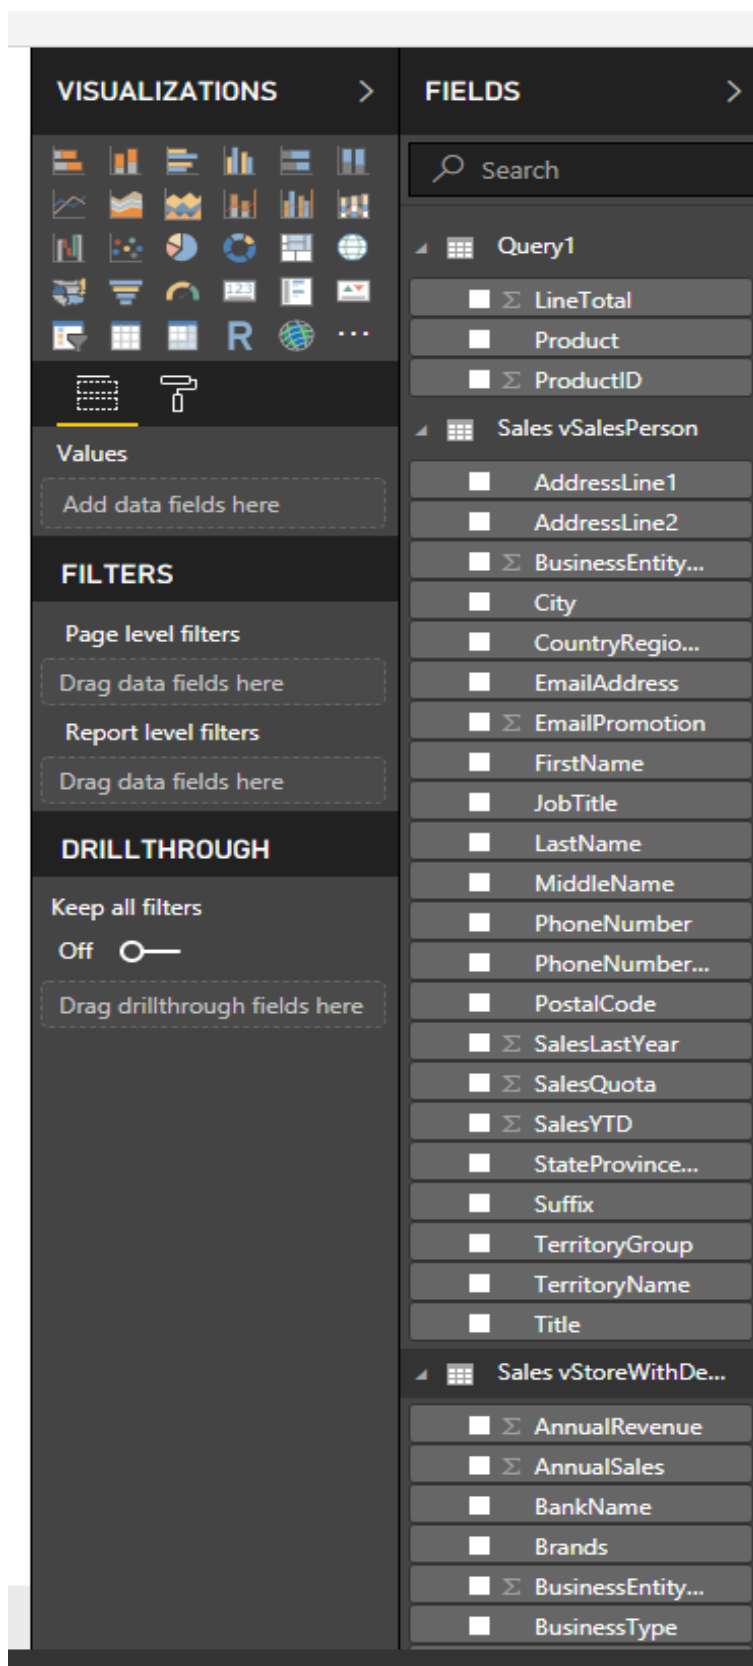 VISUALIZATIONS >
123
R
...
Values
Add data fields here
FILTERS
Page level filters
Drag data fields here
Report level filters
Drag data fields here
DRILLTHROUGH
Keep all filters
Off
Drag drillthrough fields here
FIELDS >
Search
Query1
Σ LineTotal
Product
Σ ProductID
Sales vSalesPerson
AddressLine1
AddressLine2
Σ BusinessEntity...
City
CountryRegio...
EmailAddress
Σ EmailPromotion
FirstName
JobTitle
LastName
MiddleName
PhoneNumber
PhoneNumber...
PostalCode
Σ SalesLastYear
Σ SalesQuota
Σ SalesYTD
StateProvince...
Suffix
TerritoryGroup
TerritoryName
Title
Sales vStoreWithDe...
Σ AnnualRevenue
Σ AnnualSales
BankName
Brands
Σ BusinessEntity...
BusinessType